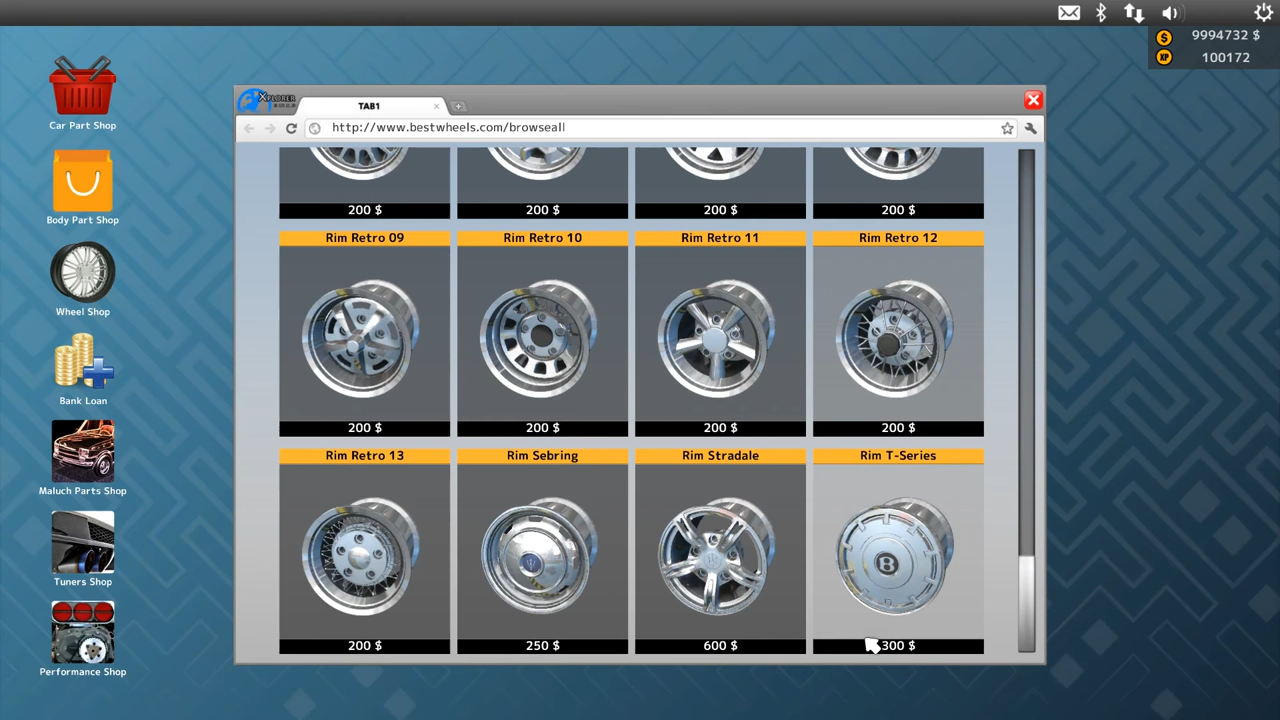 9994732 $
100172
Car Part Shop
Body Part Shop
Wheel Shop
Bank Loan
Maluch Parts Shop
Tuners Shop
Performance Shop
XPLORER
TAB1
http://www.bestwheels.com/browseall
200 $
200 $
200 $
200 $
Rim Retro 09
Rim Retro 10
Rim Retro 11
Rim Retro 12
200 $
200 $
200 $
200 $
Rim Retro 13
Rim Sebring
Rim Stradale
Rim T-Series
B
200 $
250 $
600 $
300 $